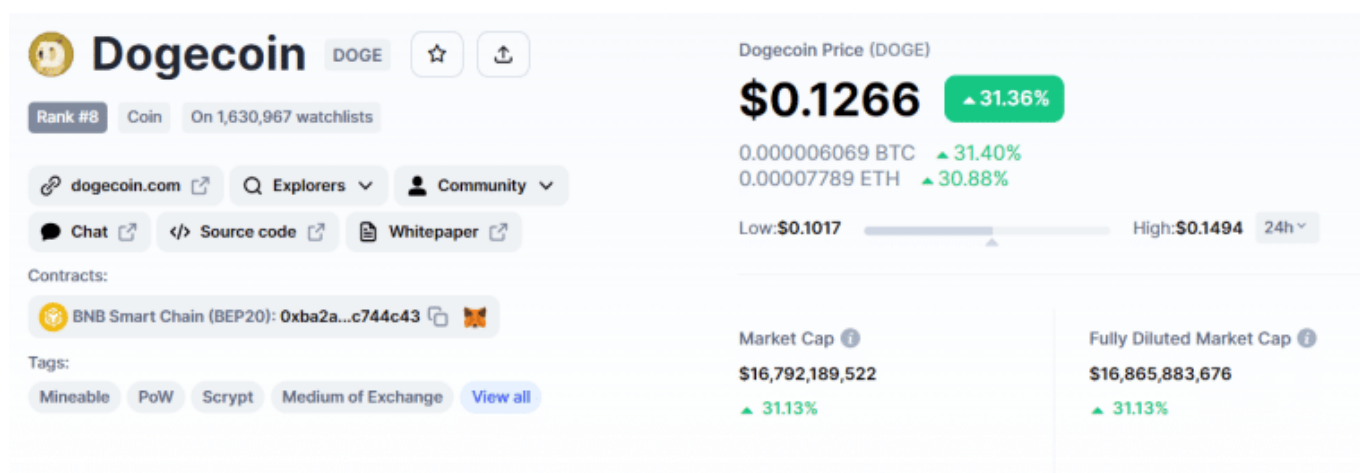 Dogecoin DOGE
Rank #8 Coin On 1,630,967 watchlists
dogecoin.com Explorers Community
Chat </> Source code Whitepaper
Contracts:
BNB Smart Chain (BEP20): 0xba2a...c744c43
Tags:
Mineable PoW Scrypt Medium of Exchange View all
Dogecoin Price (DOGE)
$0.1266 31.36%
0.000006069 BTC 31.40%
0.00007789 ETH 30.88%
Low:$0.1017 High:$0.1494 24h
Market Cap
$16,792,189,522
31.13%
Fully Diluted Market Cap
$16,865,883,676
31.13%